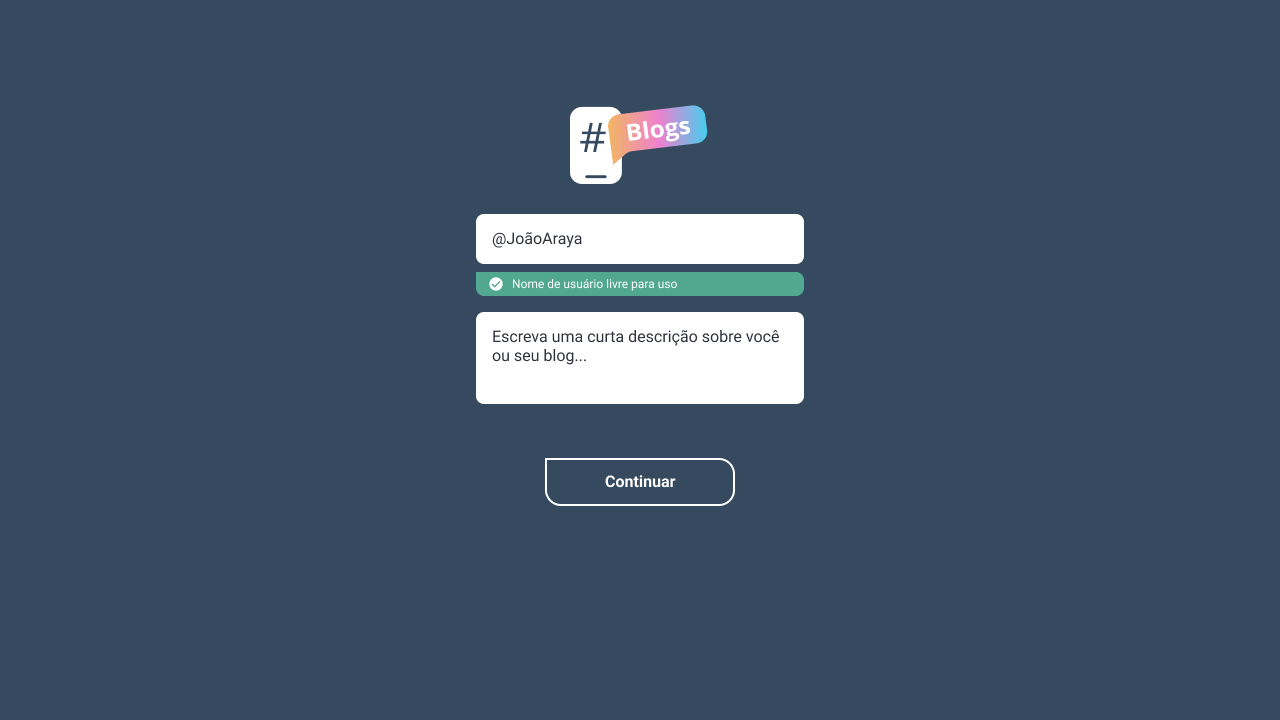 # Blogs
@JoãoAraya
Nome de usuário livre para uso
Escreva uma curta descrição sobre você
ou seu blog...
Continuar